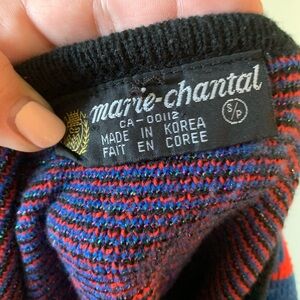 marie-chantal
CA-00112
MADE IN KOREA
FAIT EN COREE
S/P